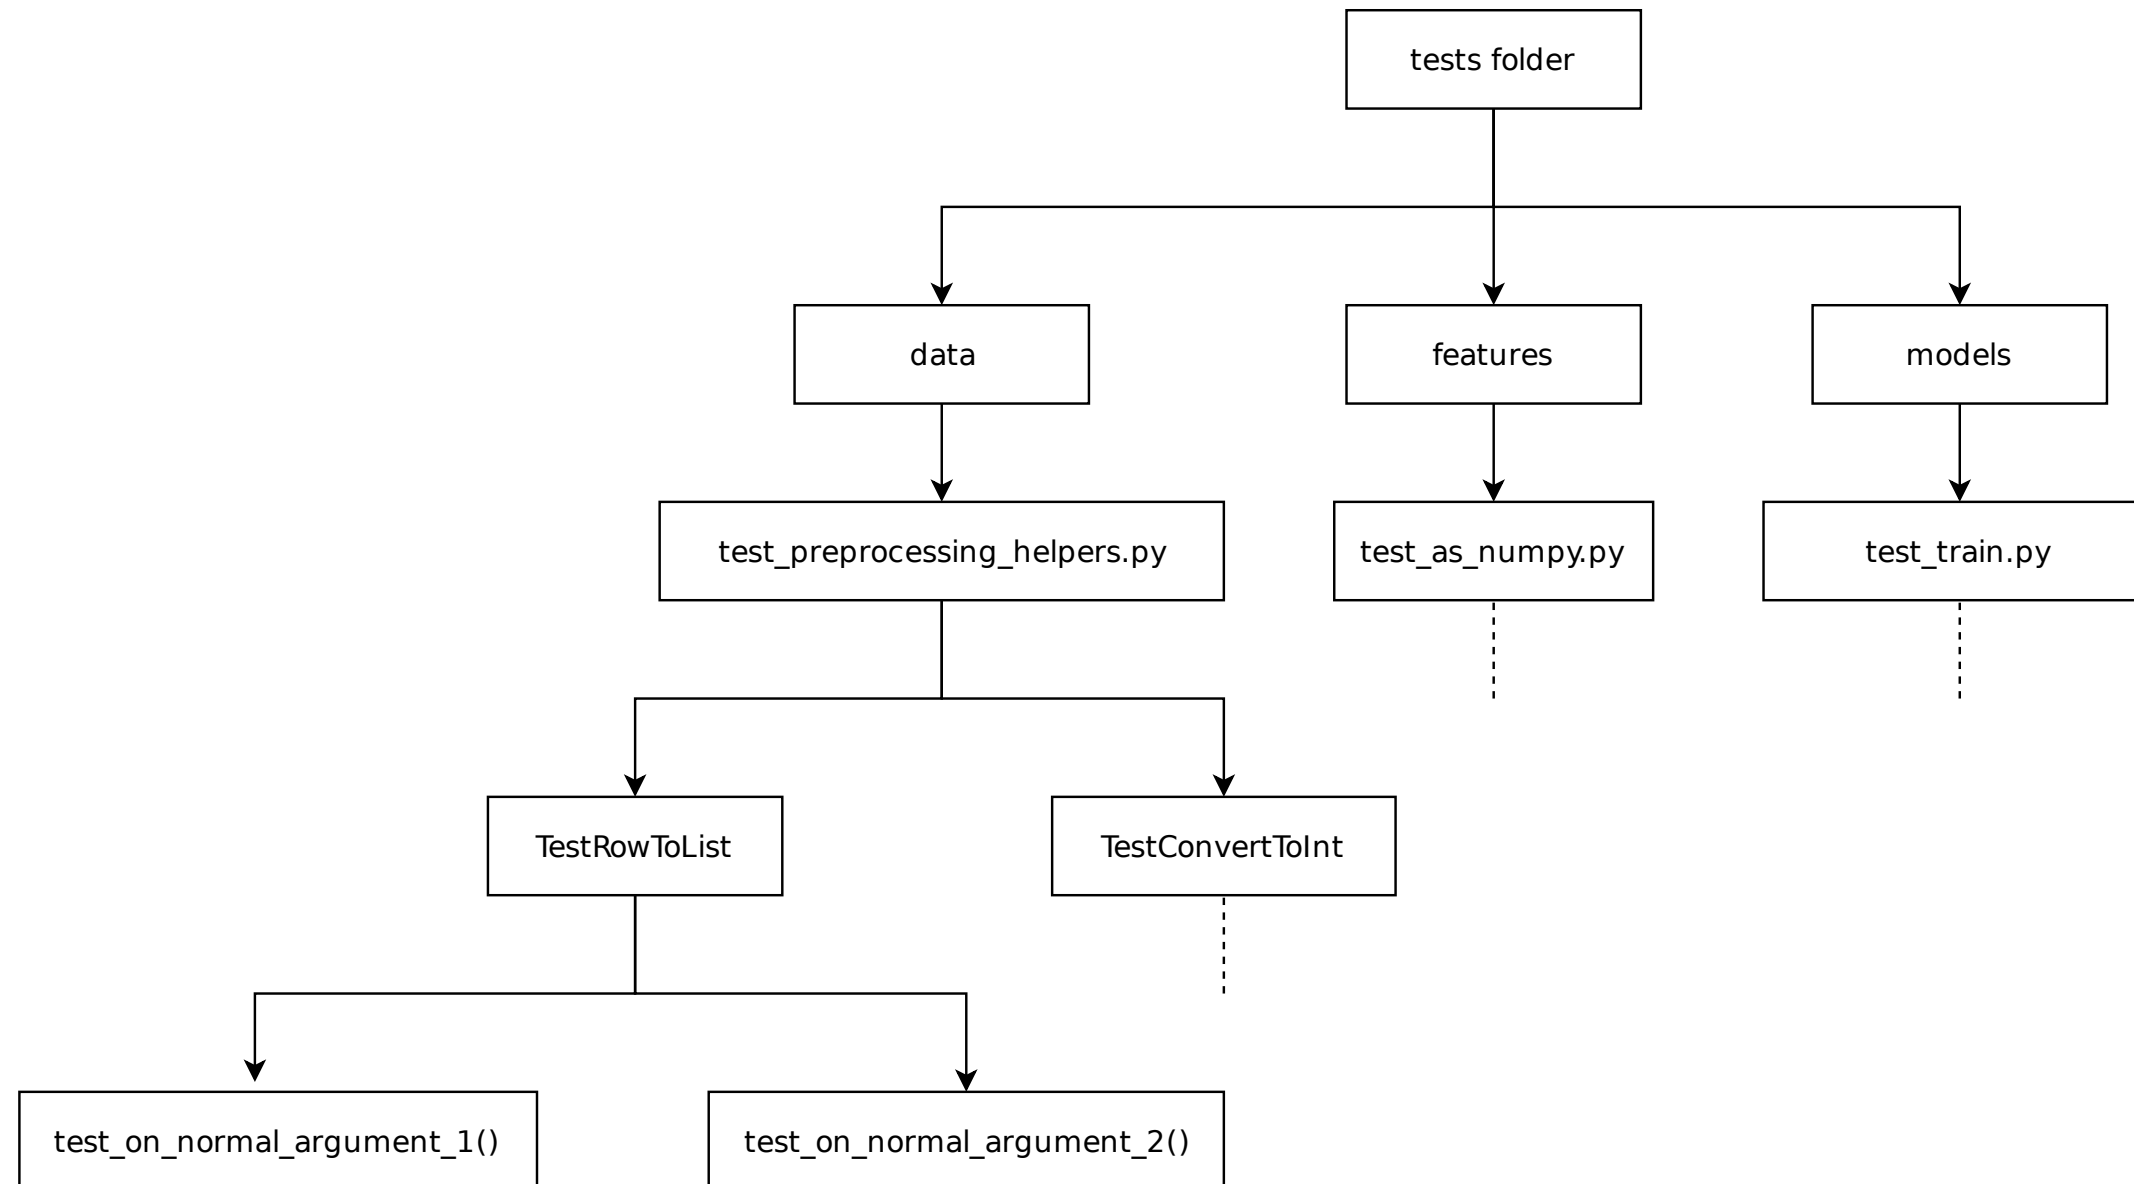 tests folder
data
features
models
test_preprocessing_helpers.py
test_as_numpy.py
test_train.py
TestRowToList
TestConvertToInt
test_on_normal_argument_1()
test_on_normal_argument_2()